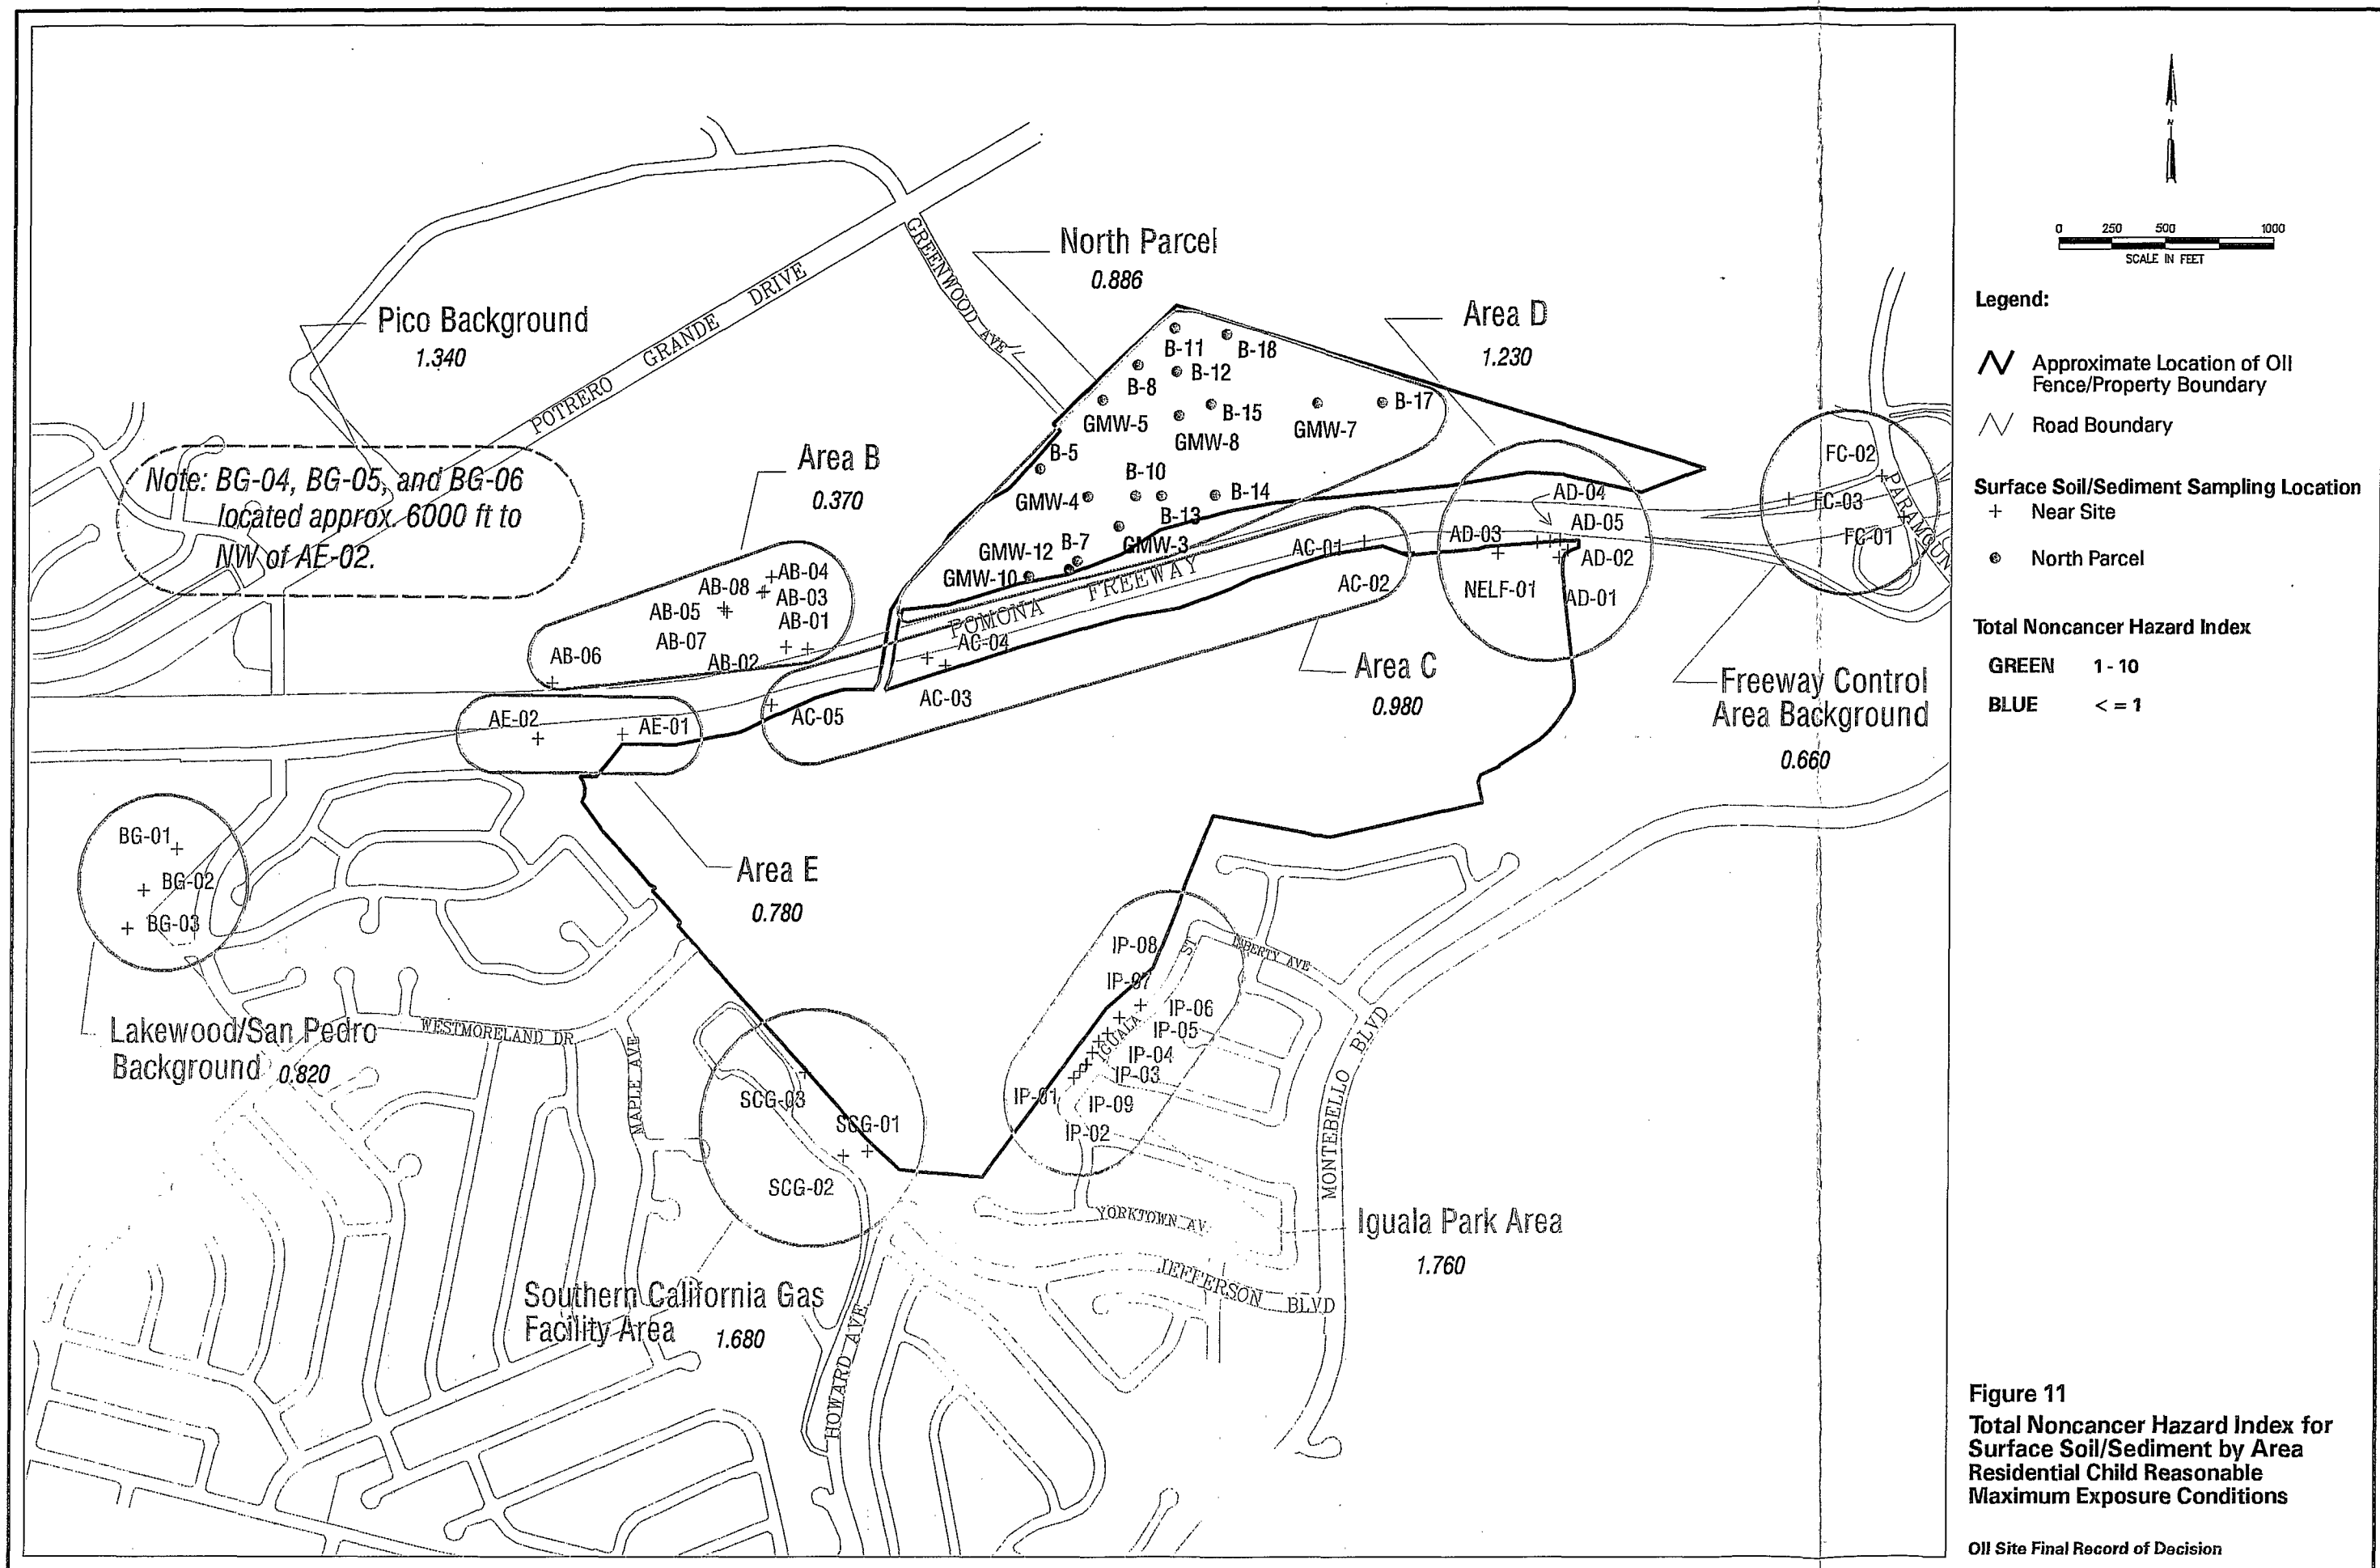 North Parcel
0.886
GREENWOOD AVE
Pico Background
1.340
POTRERO GRANDE DRIVE
Area D
1.230
B-11
B-18
B-8
B-12
B-17
GMW-5
B-15
GMW-7
GMW-8
B-5
B-10
GMW-4
B-14
B-13
GMW-3
GMW-12
B-7
GMW-10
Area B
0.370
Note: BG-04, BG-05, and BG-06
located approx. 6000 ft to
NW of AE-02.
AB-04
AB-08
AB-03
AB-05
AB-01
AB-07
AB-02
AB-06
POMONA FREEWAY
AC-01
AC-02
AC-04
AC-03
AC-05
Area C
0.980
AD-04
AD-03
AD-05
AD-02
NELF-01
AD-01
FC-02
FC-03
FC-01
Freeway Control
Area Background
0.660
AE-02
AE-01
Area E
0.780
BG-01
BG-02
BG-03
Lakewood/San Pedro
Background 0.820
WESTMORELAND DR
MAPLE AVE
SCG-03
SCG-01
SCG-02
Southern California Gas
Facility Area 1.680
HOWARD AVE
IP-08
IP-07
IP-06
IP-05
IP-04
IP-03
IP-01
IP-09
IP-02
IGUALA
ST
LIBERTY AVE
MONTEBELLO BLVD
YORKTOWN AV
JEFFERSON BLVD
Iguala Park Area
1.760
N
0 250 500 1000
SCALE IN FEET
Legend:
Approximate Location of OII
Fence/Property Boundary
Road Boundary
Surface Soil/Sediment Sampling Location
+ Near Site
North Parcel
Total Noncancer Hazard Index
GREEN 1 - 10
BLUE < = 1
Figure 11
Total Noncancer Hazard Index for
Surface Soil/Sediment by Area
Residential Child Reasonable
Maximum Exposure Conditions
OII Site Final Record of Decision